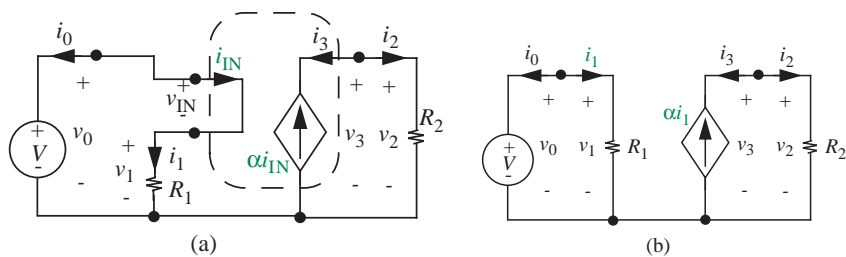 i0 iIN i3 i2
+ + vIN - + +
+ V - v0 v3 v2 R2
+ v1 i1 αiIN
- - R1 - -
(a)
i0 i1 i3 i2
+ + αi1 + +
+ V - v0 v1 R1 v3 v2 R2
- - - -
(b)